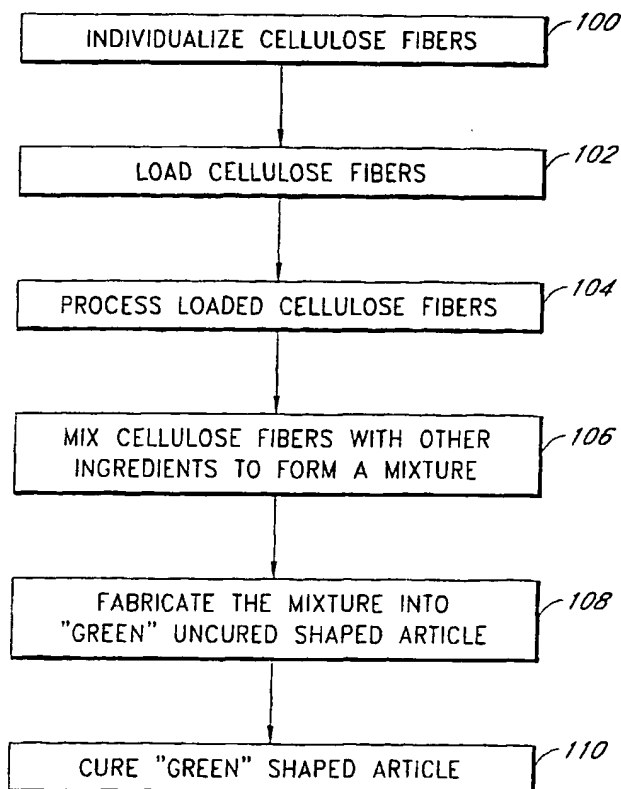 INDIVIDUALIZE CELLULOSE FIBERS
100
LOAD CELLULOSE FIBERS
102
PROCESS LOADED CELLULOSE FIBERS
104
MIX CELLULOSE FIBERS WITH OTHER
INGREDIENTS TO FORM A MIXTURE
106
FABRICATE THE MIXTURE INTO
"GREEN" UNCURED SHAPED ARTICLE
108
CURE "GREEN" SHAPED ARTICLE
110